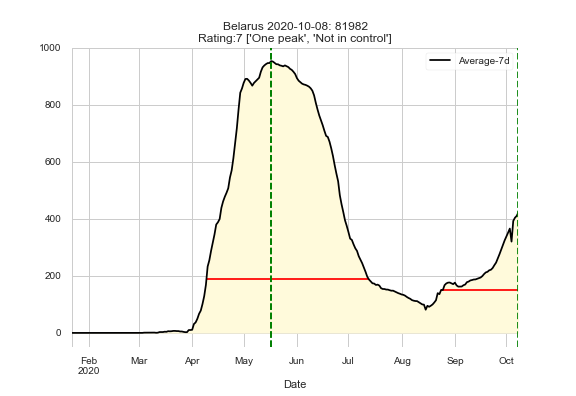 Belarus 2020-10-08: 81982
Rating:7 ['One peak', 'Not in control']
Average-7d
1000
800
600
400
200
0
Feb Mar Apr May Jun Jul Aug Sep Oct
2020
Date